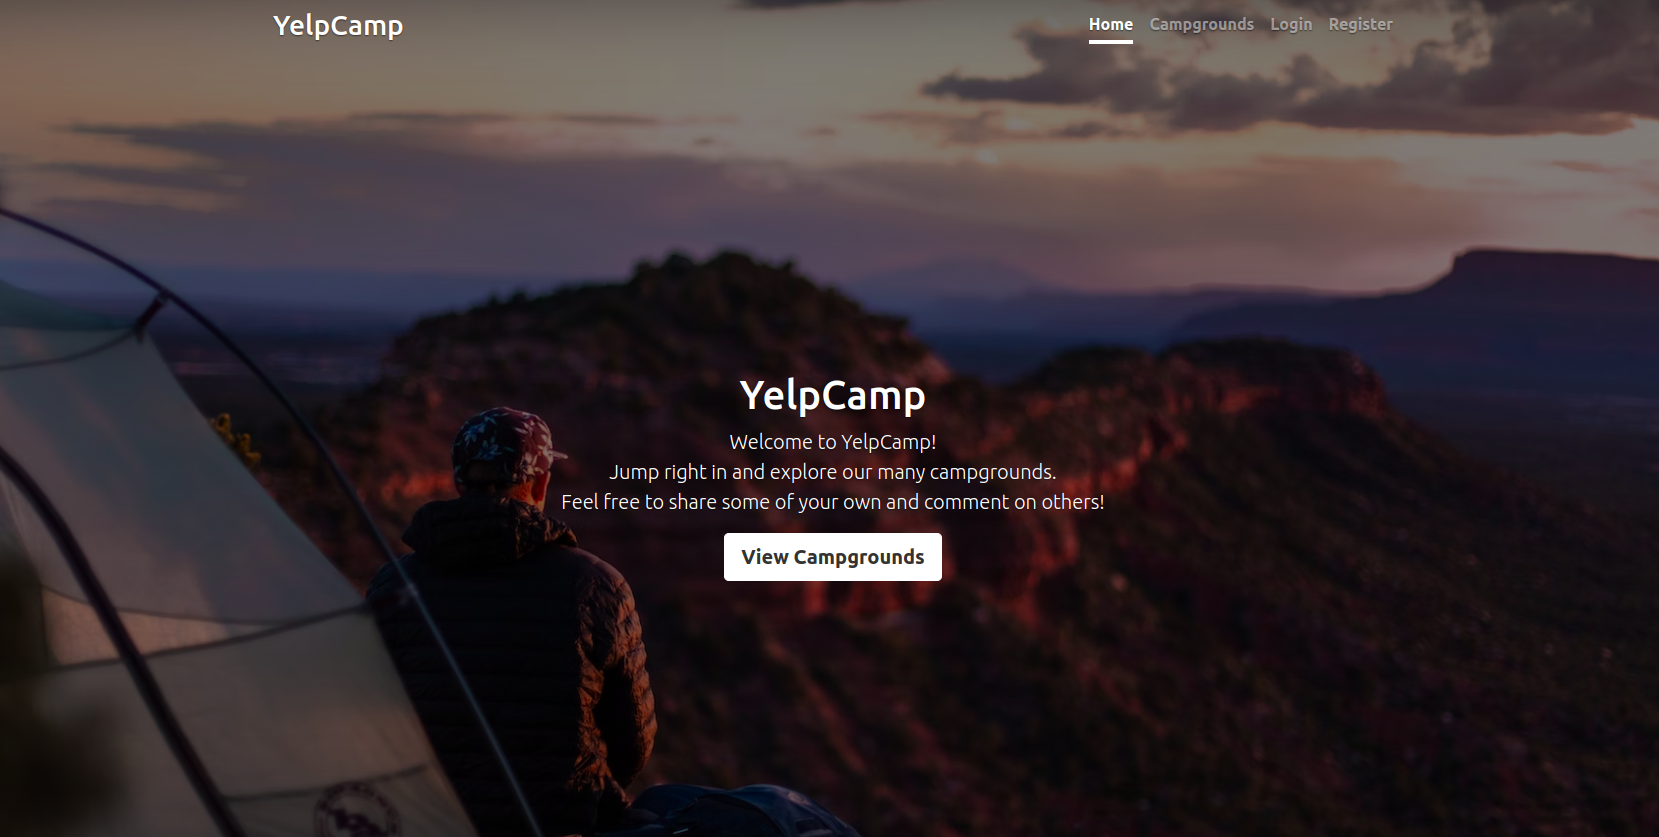 YelpCamp
Home Campgrounds Login Register
YelpCamp
Welcome to YelpCamp!
Jump right in and explore our many campgrounds.
Feel free to share some of your own and comment on others!
View Campgrounds